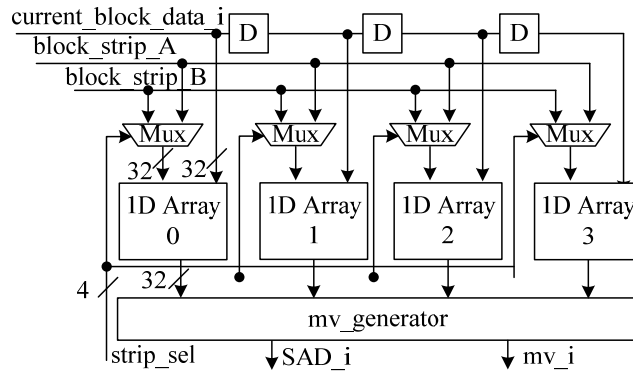 current_block_data_i
D D D
block_strip_A
block_strip_B
Mux Mux Mux Mux
32 32
1D Array 0
1D Array 1
1D Array 2
1D Array 3
4
32
mv_generator
strip_sel SAD_i mv_i